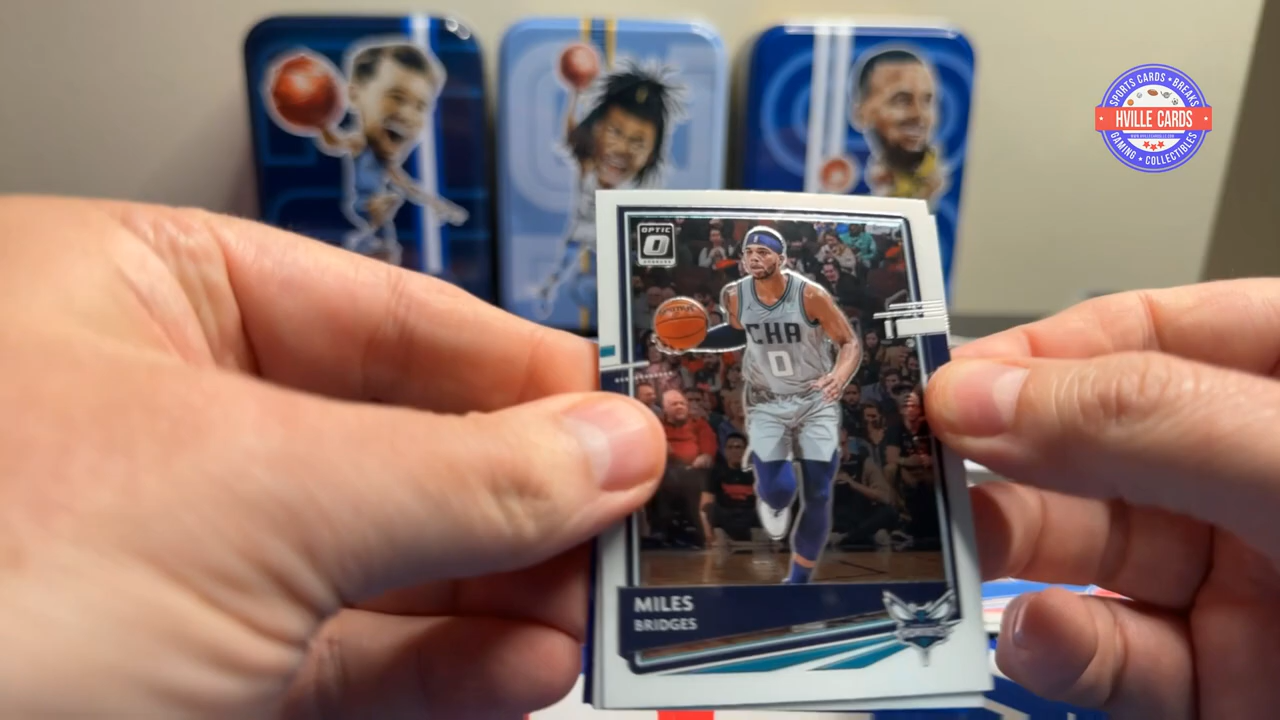 SPORTS CARDS • BREAKS
HVILLE CARDS
GAMING • COLLECTIBLES
OPTIC
CHA
0
MILES
BRIDGES